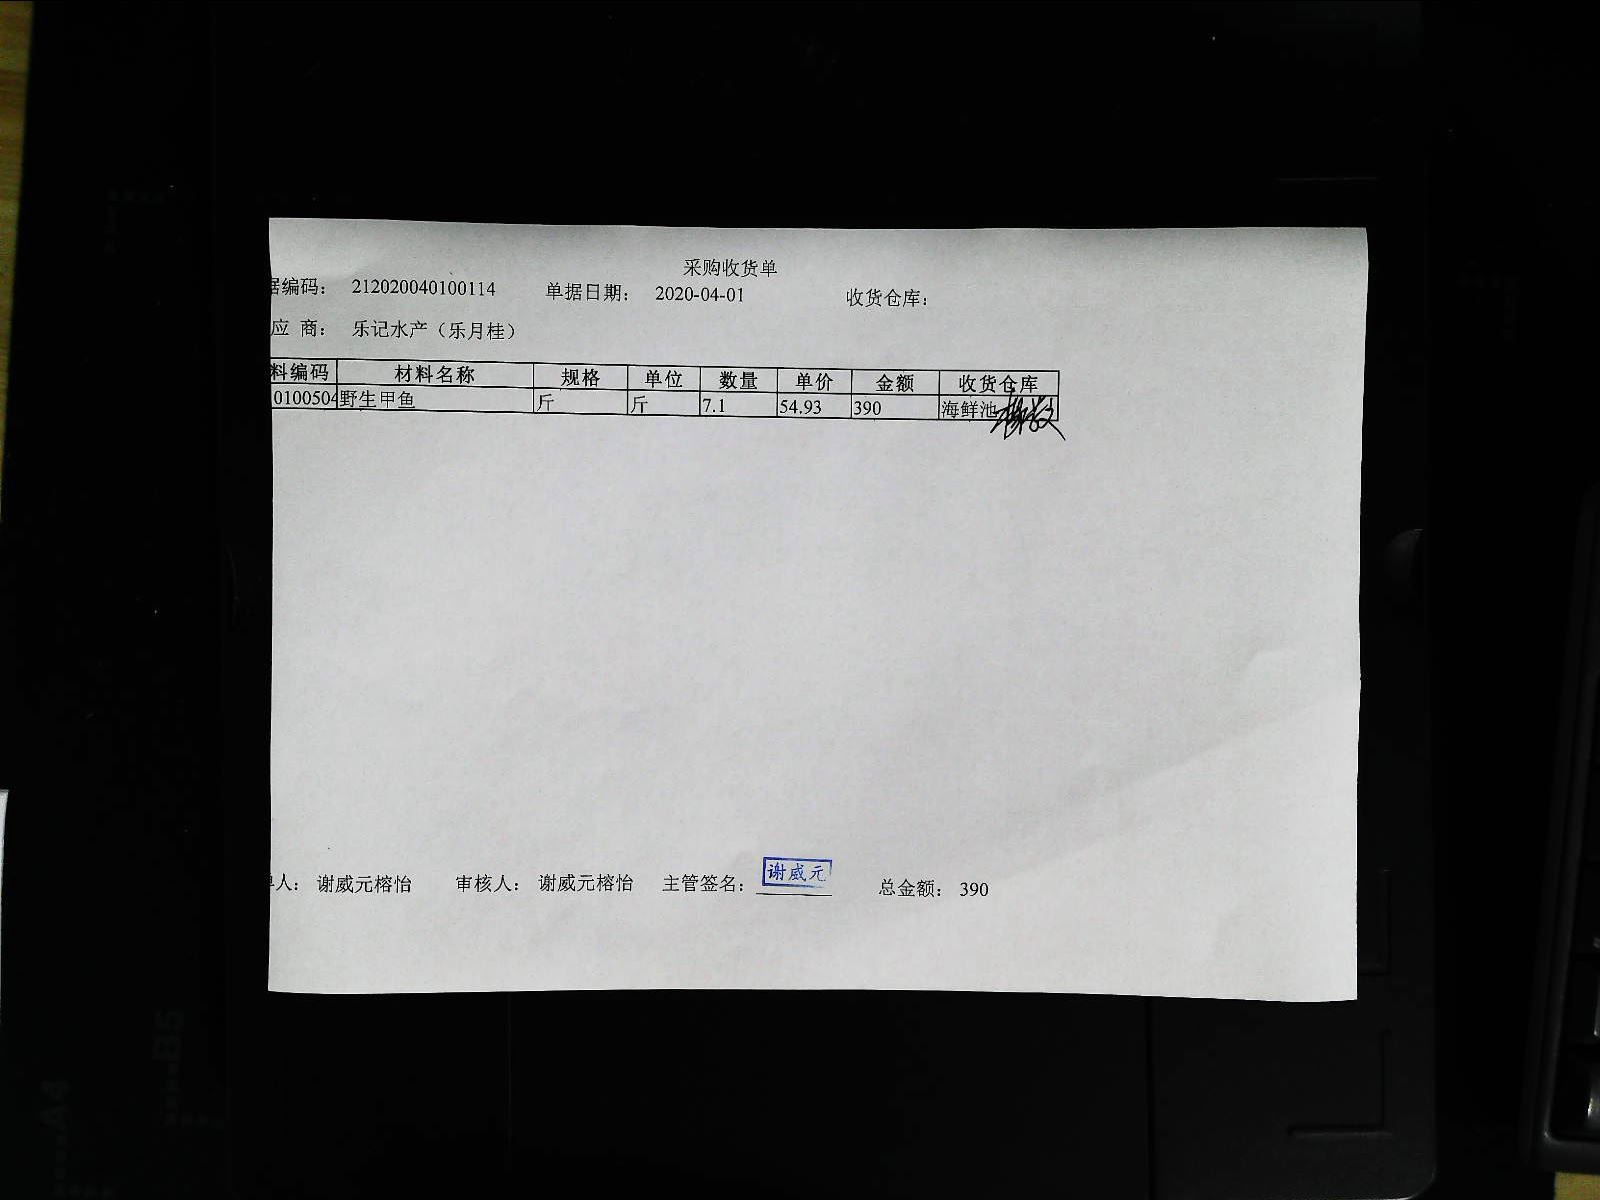 采购收货单
据编码： 212020040100114 单据日期： 2020-04-01 收货仓库：
应 商： 乐记水产（乐月桂）
料编码 材料名称 规格 单位 数量 单价 金额 收货仓库
0100504 野生甲鱼 斤 斤 7.1 54.93 390 海鲜池
单人： 谢威元榕怡 审核人： 谢威元榕怡 主管签名： 谢威元 总金额： 390
B5
A4